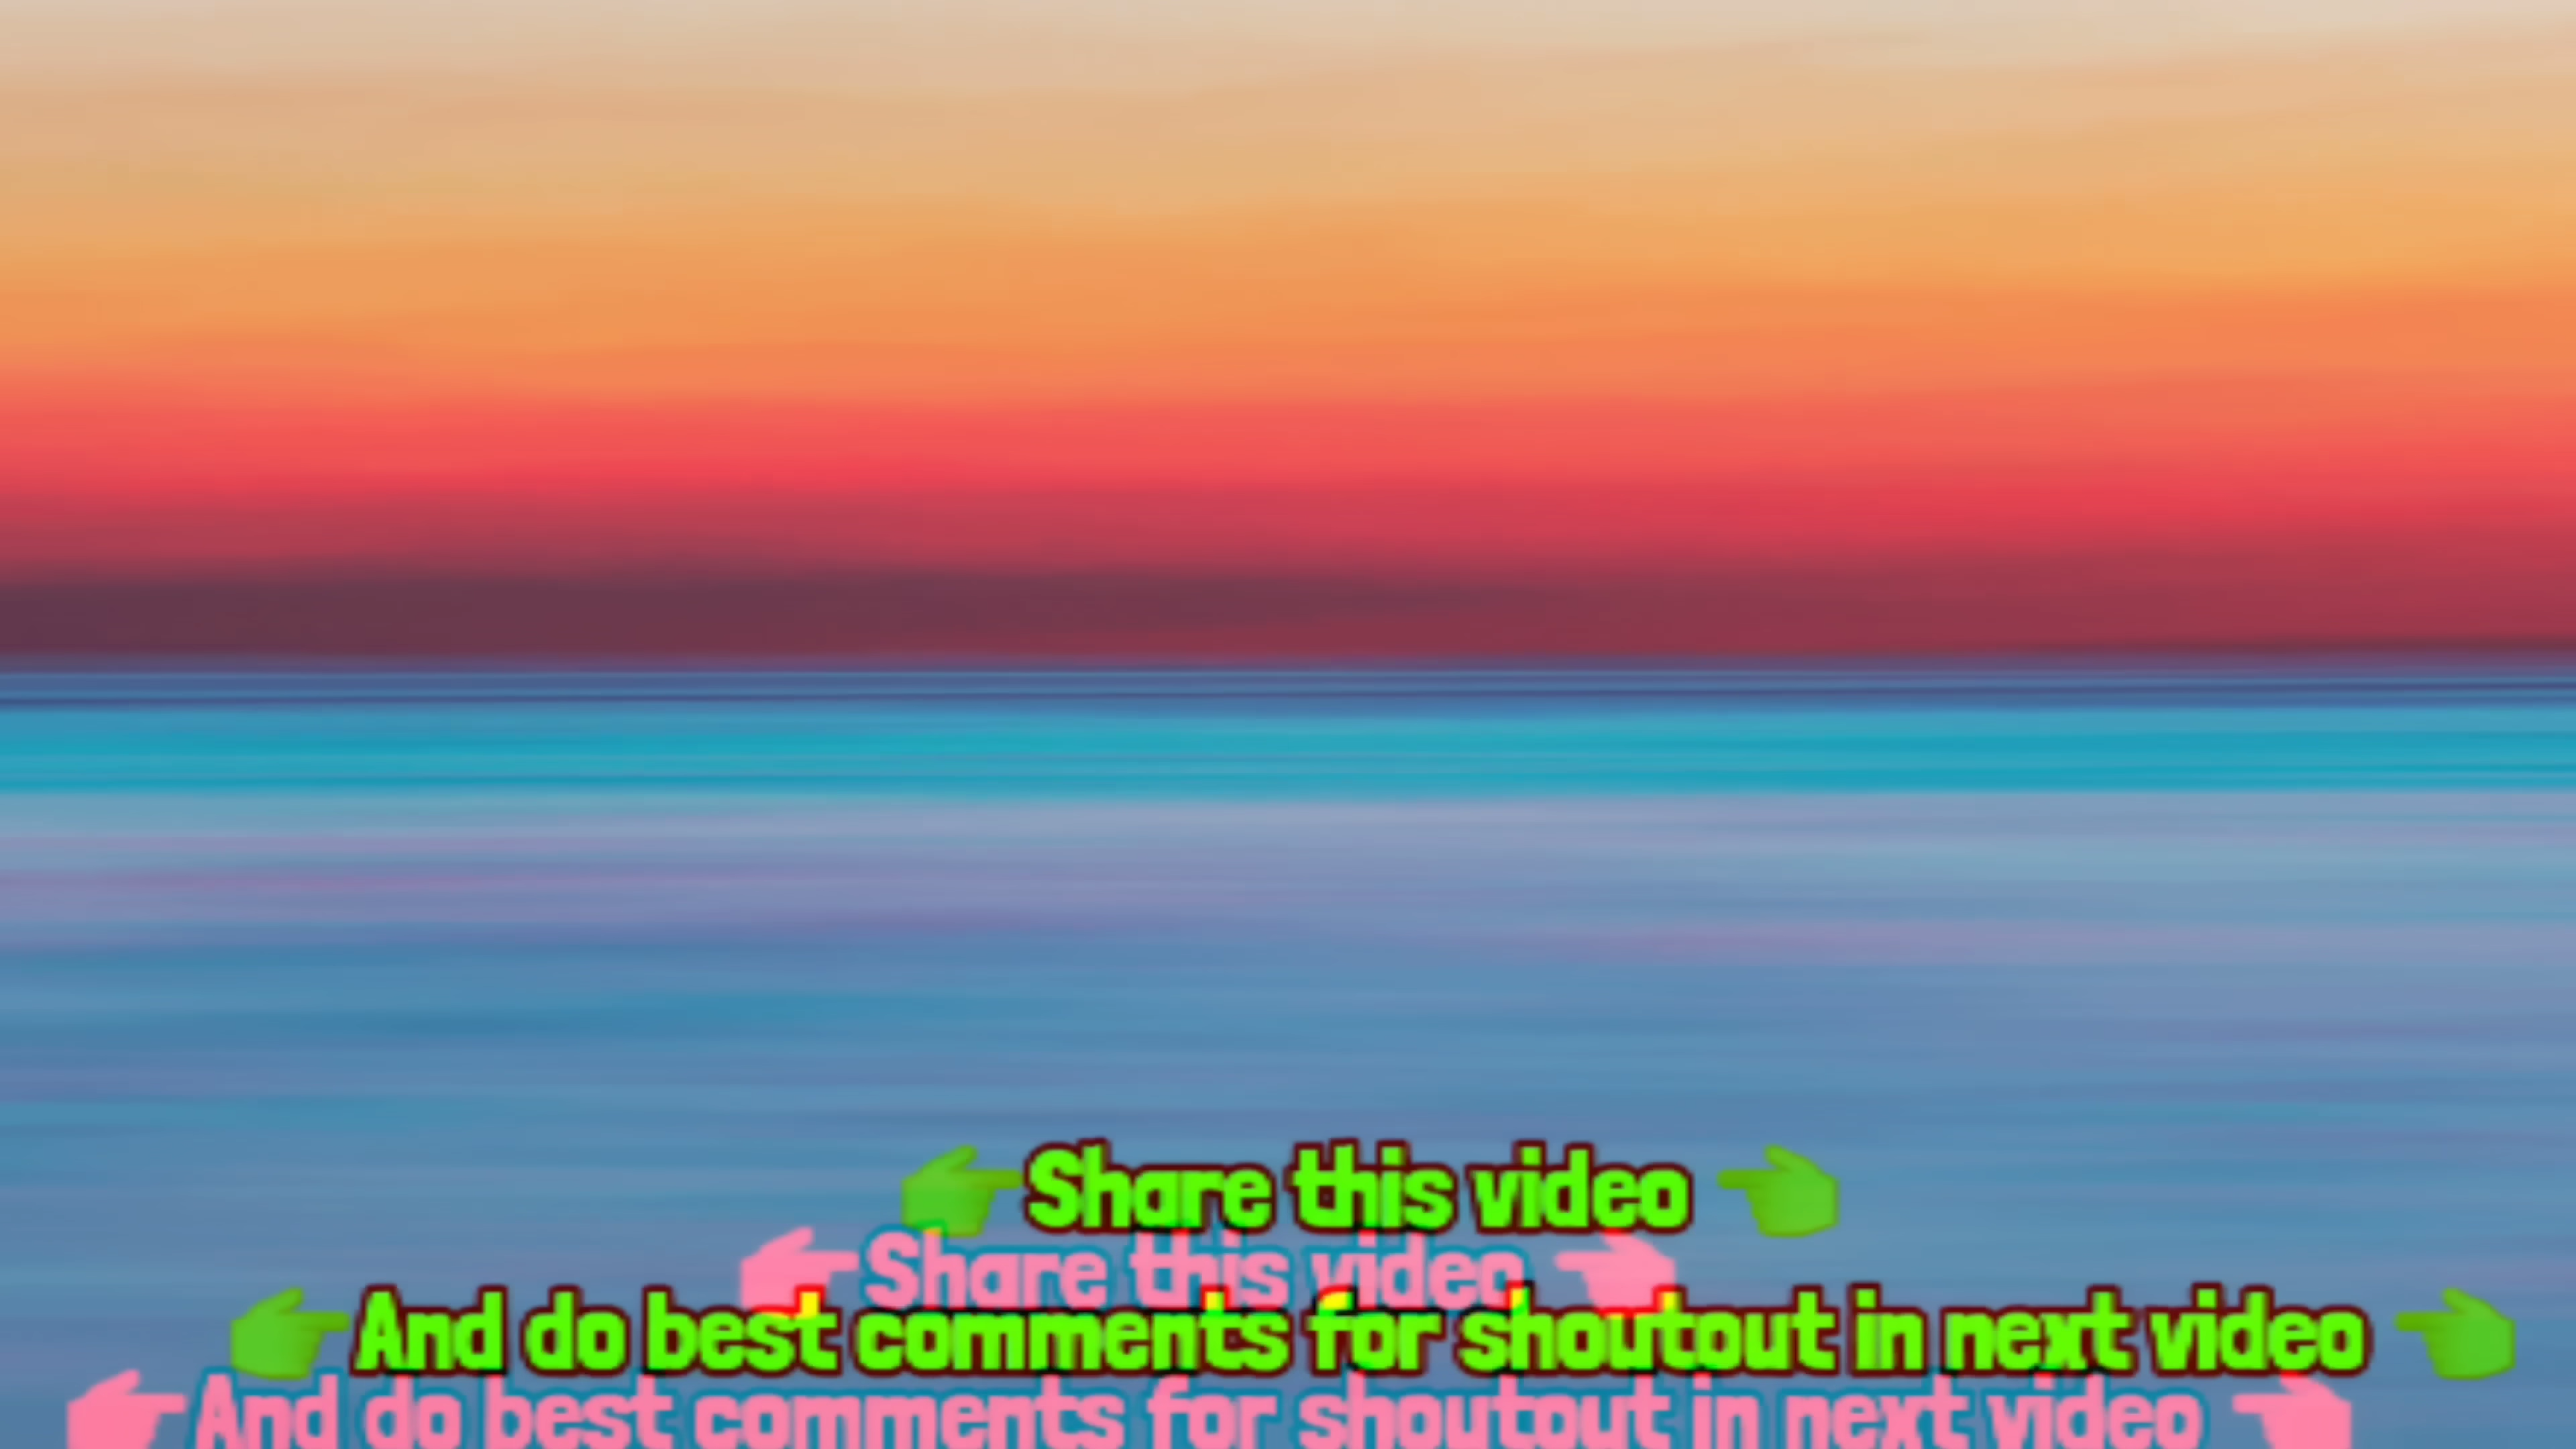 👉Share this video 👈
👉Share this video 👈
👉And do best comments for shoutout in next video 👈
👉And do best comments for shoutout in next video 👈